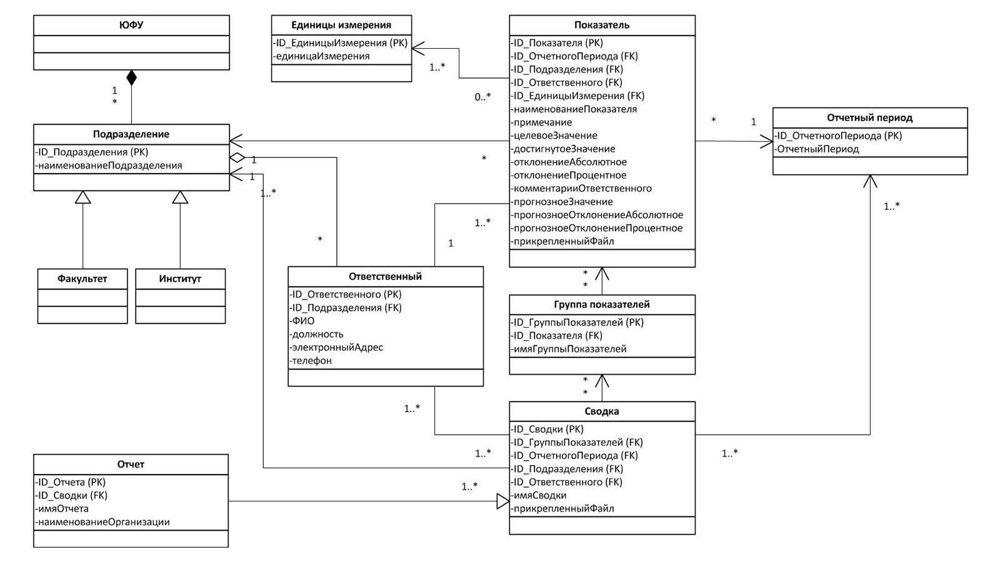 ЮФУ
1
*
Подразделение
-ID_Подразделения (PK)
-наименованиеПодразделения
1
1
1..*
*
Факультет
Институт
Единицы измерения
-ID_ЕдиницыИзмерения (PK)
-единицаИзмерения
1..*
0..*
Показатель
-ID_Показателя (PK)
-ID_ОтчетногоПериода (FK)
-ID_Подразделения (FK)
-ID_Ответственного (FK)
-ID_ЕдиницыИзмерения (FK)
-наименованиеПоказателя
-примечание
-целевоеЗначение
-достигнутоеЗначение
-отклонениеАбсолютное
-отклонениеПроцентное
-комментарииОтветственного
-прогнозноеЗначение
-прогнозноеОтклонениеАбсолютное
-прогнозноеОтклонениеПроцентное
-прикрепленныйФайл
*
1..*
1
*
1
Отчетный период
-ID_ОтчетногоПериода (PK)
-ОтчетныйПериод
1..*
Ответственный
-ID_Ответственного (PK)
-ID_Подразделения (FK)
-ФИО
-должность
-электронныйАдрес
-телефон
1..*
*
*
Группа показателей
-ID_ГруппыПоказателей (PK)
-ID_Показателя (FK)
-имяГруппыПоказателей
*
*
Сводка
-ID_Сводки (PK)
-ID_ГруппыПоказателей (FK)
-ID_ОтчетногоПериода (FK)
-ID_Подразделения (FK)
-ID_Ответственного (FK)
-имяСводки
-прикрепленныйФайл
1..*
1..*
1..*
Отчет
-ID_Отчета (PK)
-ID_Сводки (FK)
-имяОтчета
-наименованиеОрганизации